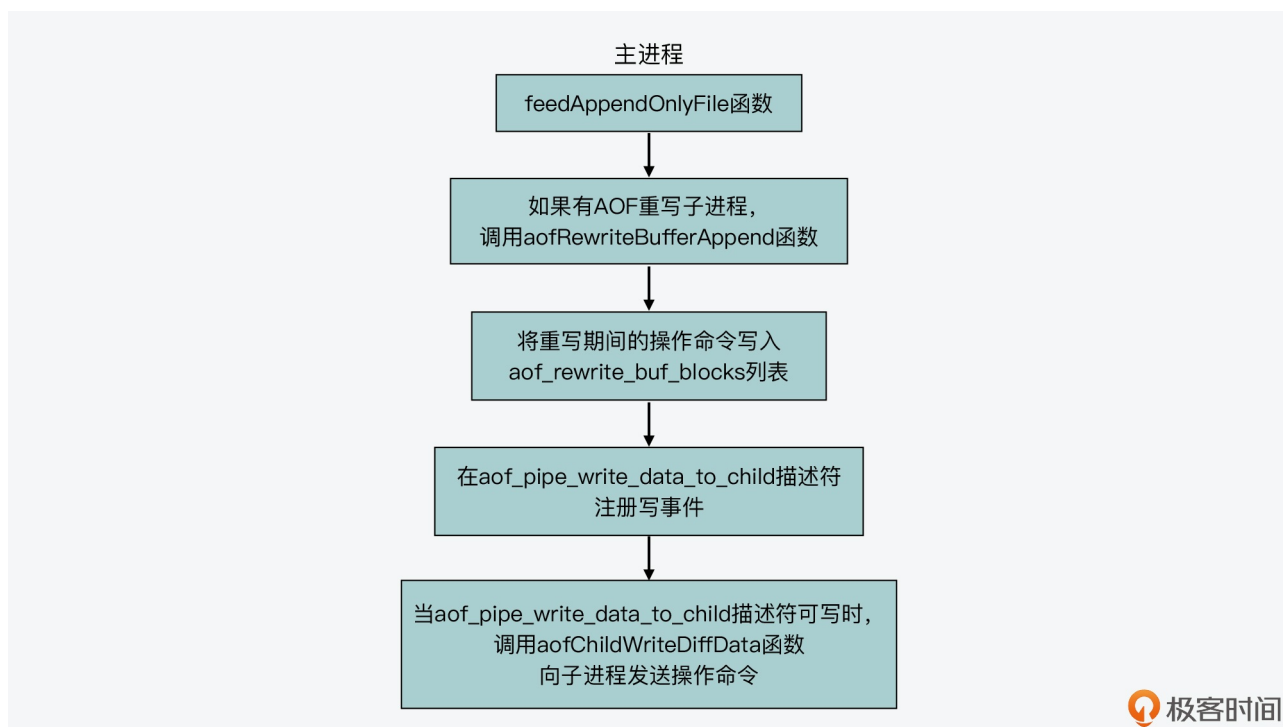 主进程
feedAppendOnlyFile函数
如果有AOF重写子进程，
调用aofRewriteBufferAppend函数
将重写期间的操作命令写入
aof_rewrite_buf_blocks列表
在aof_pipe_write_data_to_child描述符
注册写事件
当aof_pipe_write_data_to_child描述符可写时，
调用aofChildWriteDiffData函数
向子进程发送操作命令
极客时间